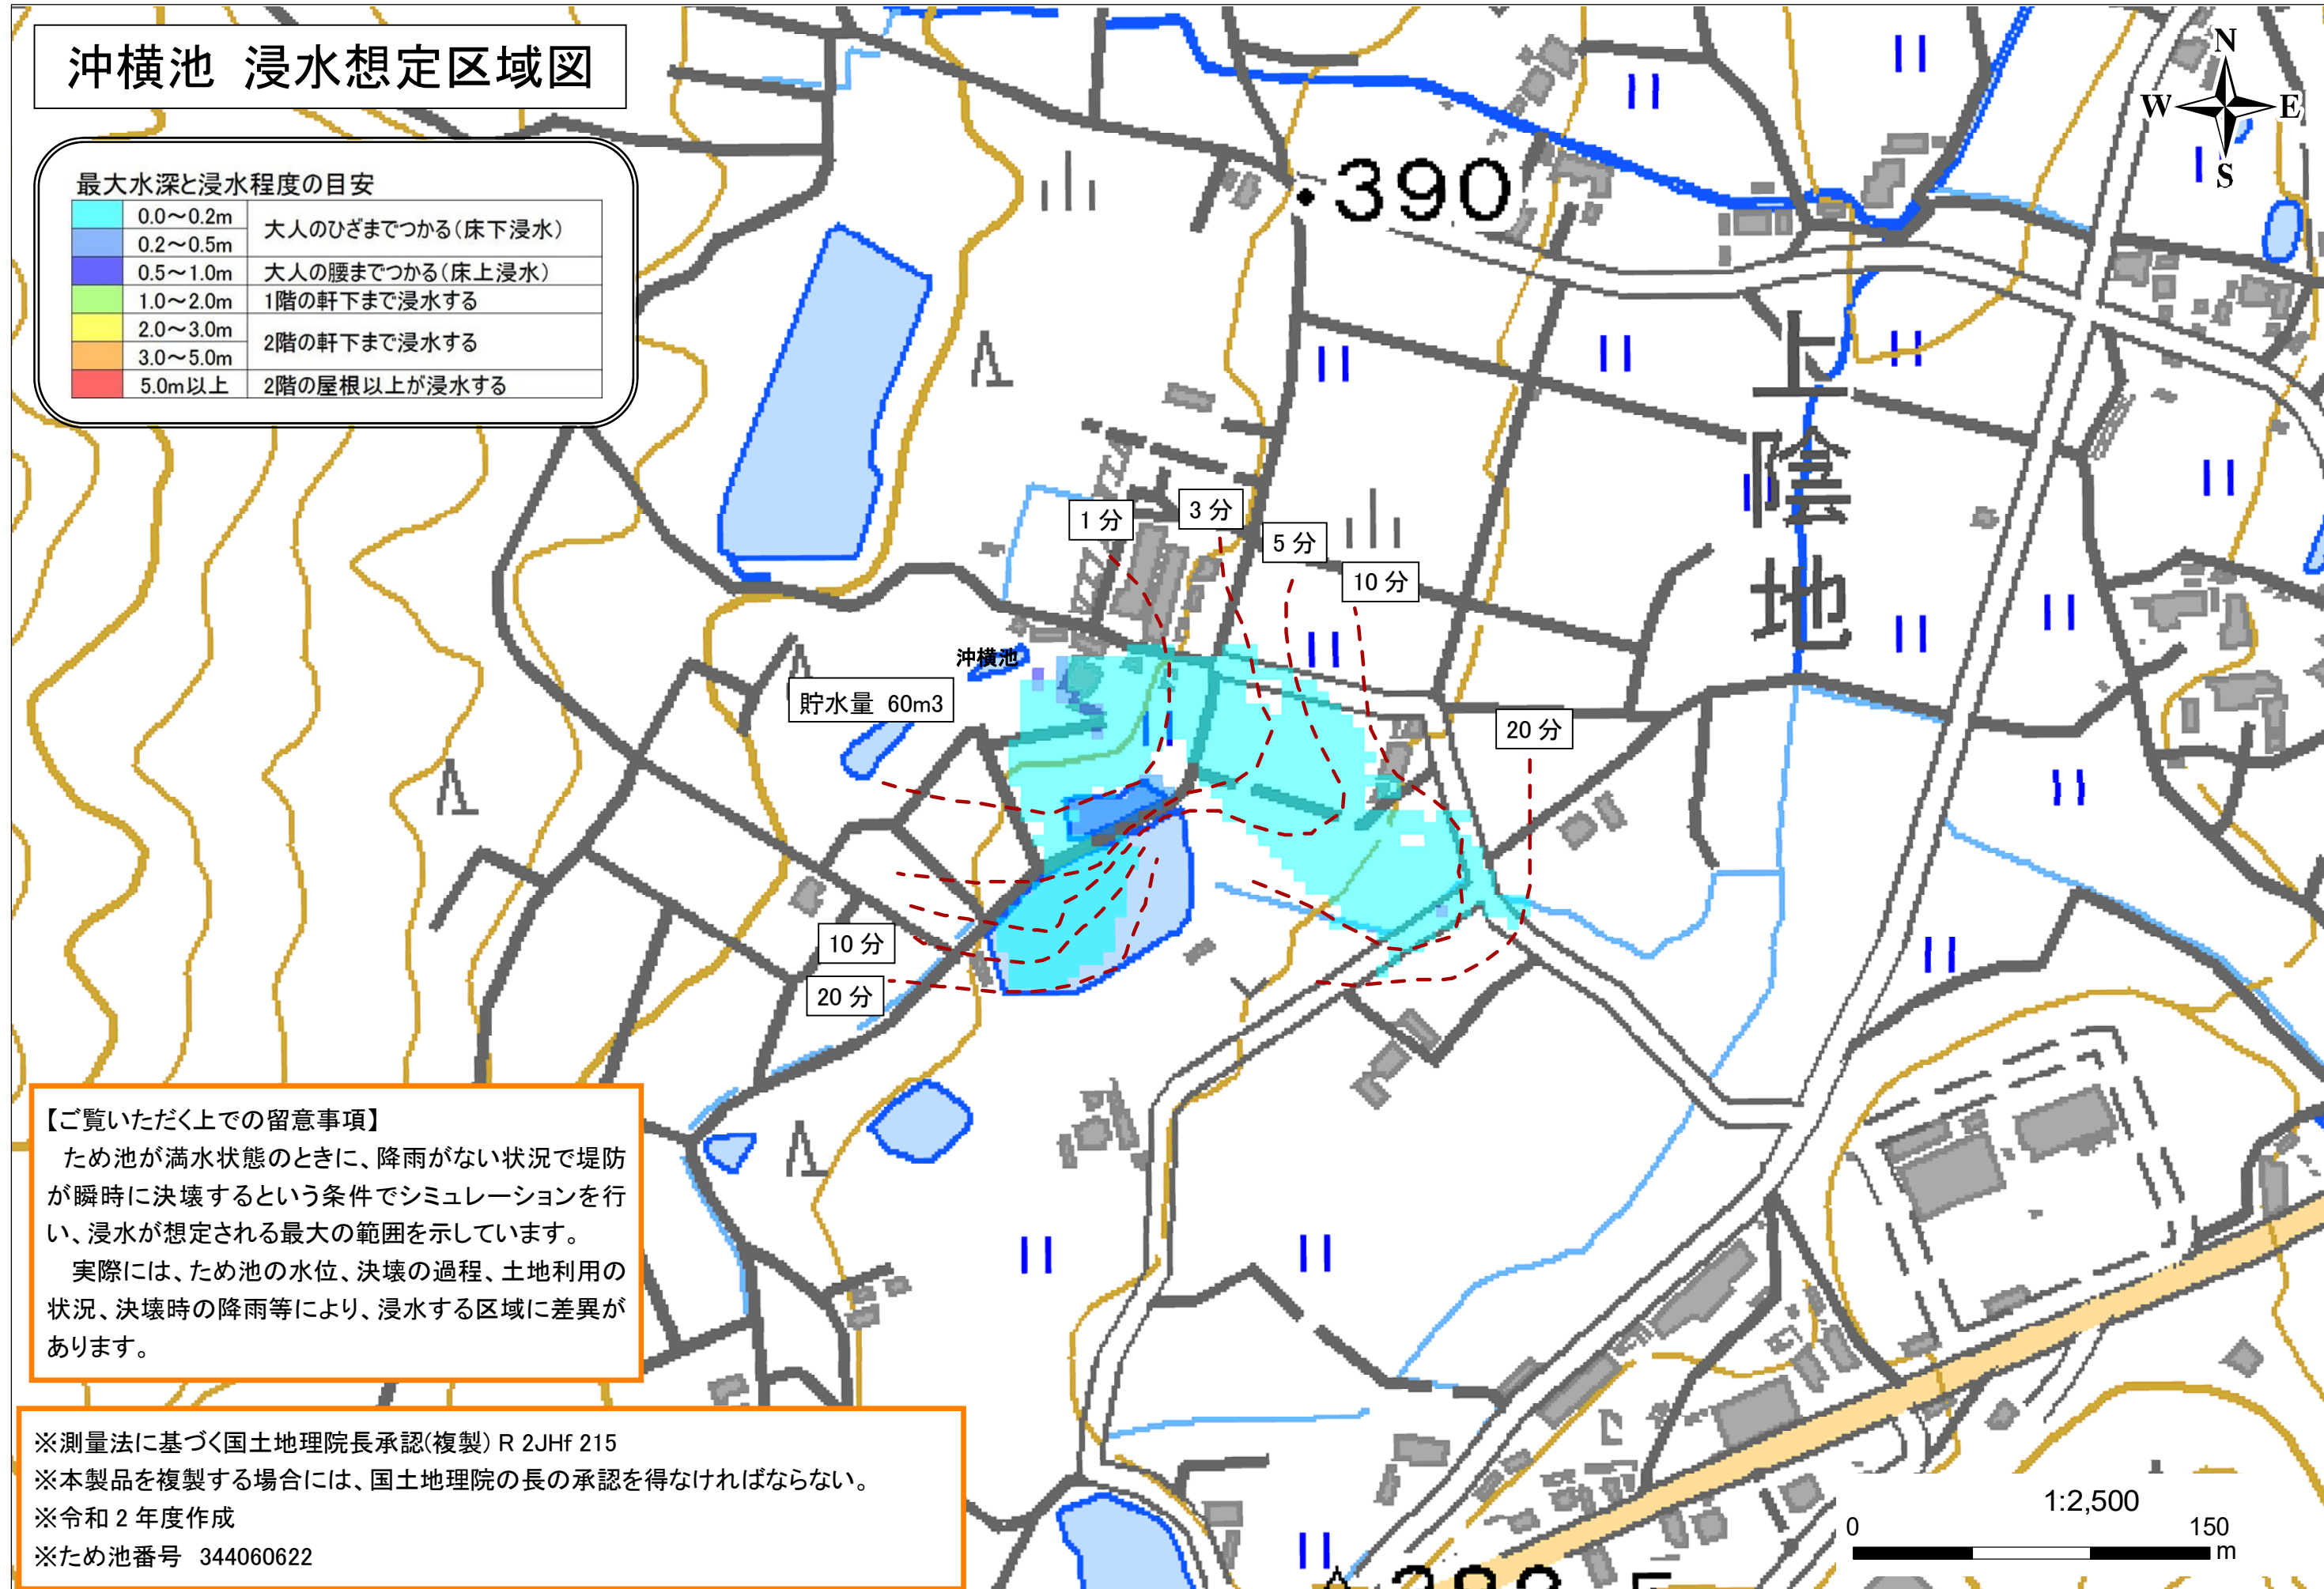 沖横池 浸水想定区域図
最大水深と浸水程度の目安
0.0～0.2m
大人のひざまでつかる(床下浸水)
0.2～0.5m
0.5～1.0m 大人の腰までつかる(床上浸水)
1.0～2.0m 1階の軒下まで浸水する
2.0～3.0m
2階の軒下まで浸水する
3.0～5.0m
5.0m以上 2階の屋根以上が浸水する
N
W E
S
・390
上陰地
1 分
3 分
5 分
10 分
沖横池
貯水量 60m3
20 分
10 分
20 分
【ご覧いただく上での留意事項】
ため池が満水状態のときに、降雨がない状況で堤防
が瞬時に決壊するという条件でシミュレーションを行
い、浸水が想定される最大の範囲を示しています。
実際には、ため池の水位、決壊の過程、土地利用の
状況、決壊時の降雨等により、浸水する区域に差異が
あります。
※測量法に基づく国土地理院長承認(複製) R 2JHf 215
※本製品を複製する場合には、国土地理院の長の承認を得なければならない。
※令和 2 年度作成
※ため池番号 344060622
1:2,500
0 150
m